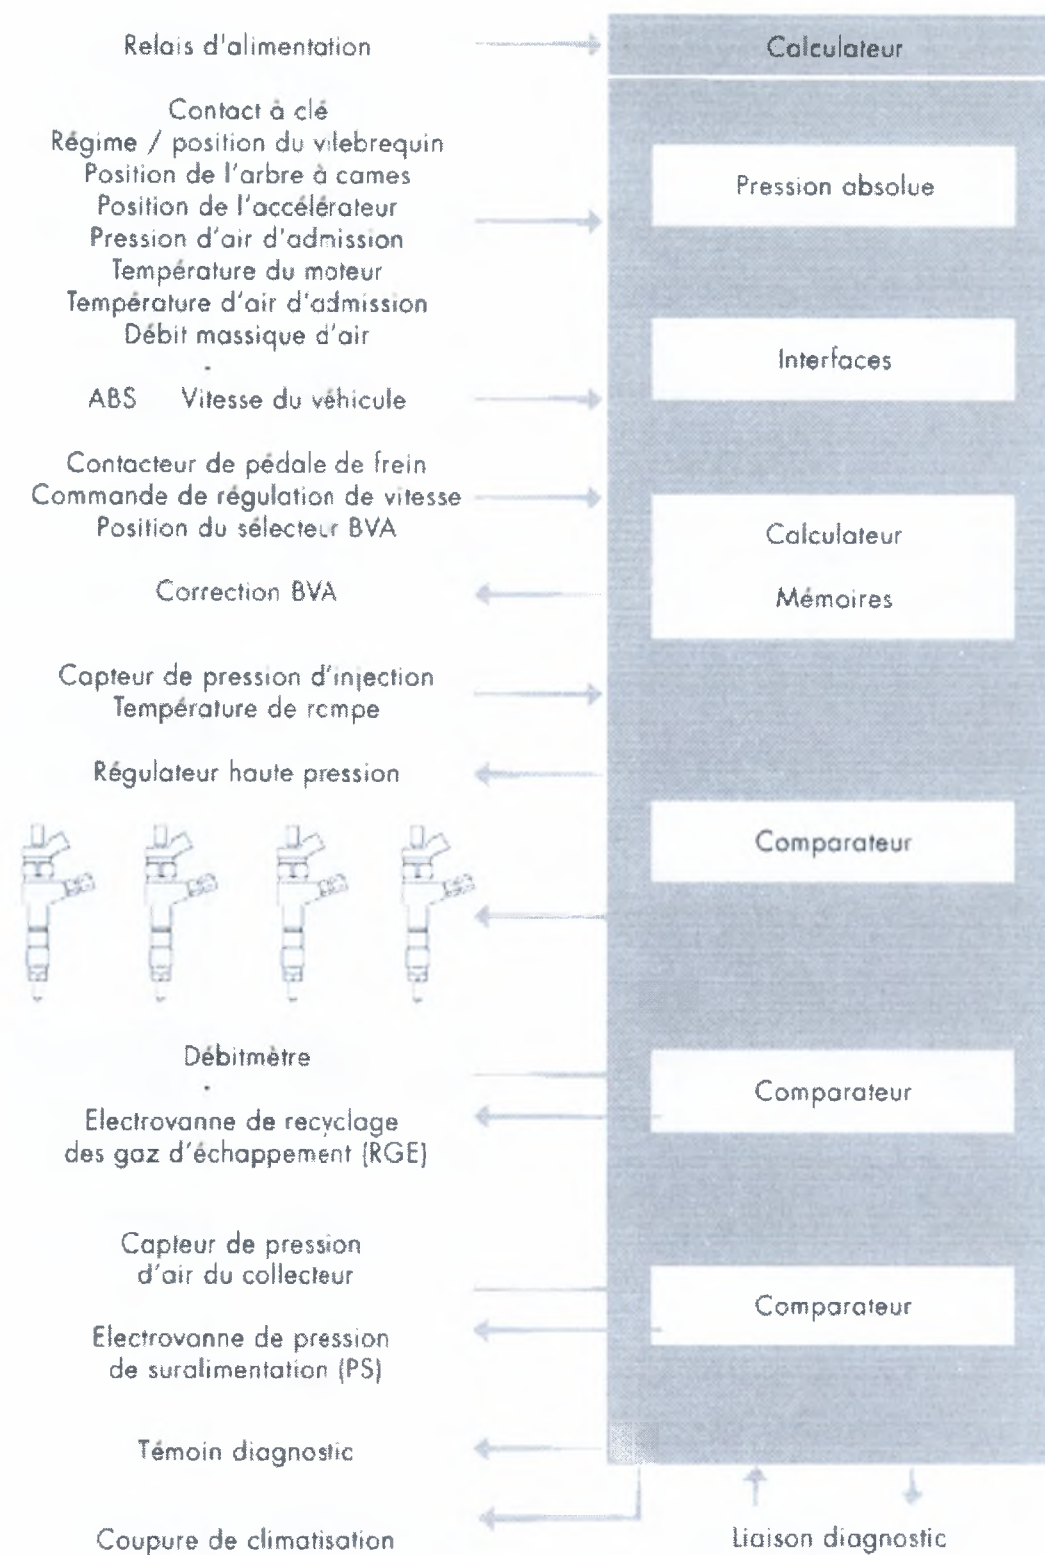 Relais d'alimentation
Calculateur
Contact à clé
Régime / position du vilebrequin
Position de l'arbre à cames
Position de l'accélérateur
Pression d'air d'admission
Température du moteur
Température d'air d'admission
Débit massique d'air
Pression absolue
Interfaces
ABS Vitesse du véhicule
Contacteur de pédale de frein
Commande de régulation de vitesse
Position du sélecteur BVA
Calculateur
Mémoires
Correction BVA
Capteur de pression d'injection
Température de rampe
Régulateur haute pression
Comparateur
Débitmètre
Electrovanne de recyclage
des gaz d'échappement (RGE)
Comparateur
Capteur de pression
d'air du collecteur
Electrovanne de pression
de suralimentation (PS)
Comparateur
Témoin diagnostic
Coupure de climatisation
Liaison diagnostic